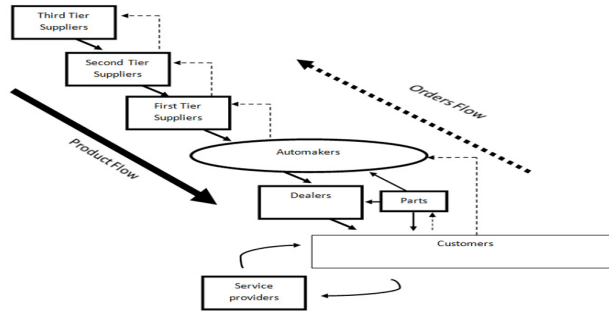 Third Tier
Suppliers
Second Tier
Suppliers
First Tier
Suppliers
Orders Flow
Product Flow
Automakers
Dealers
Parts
Customers
Service
providers